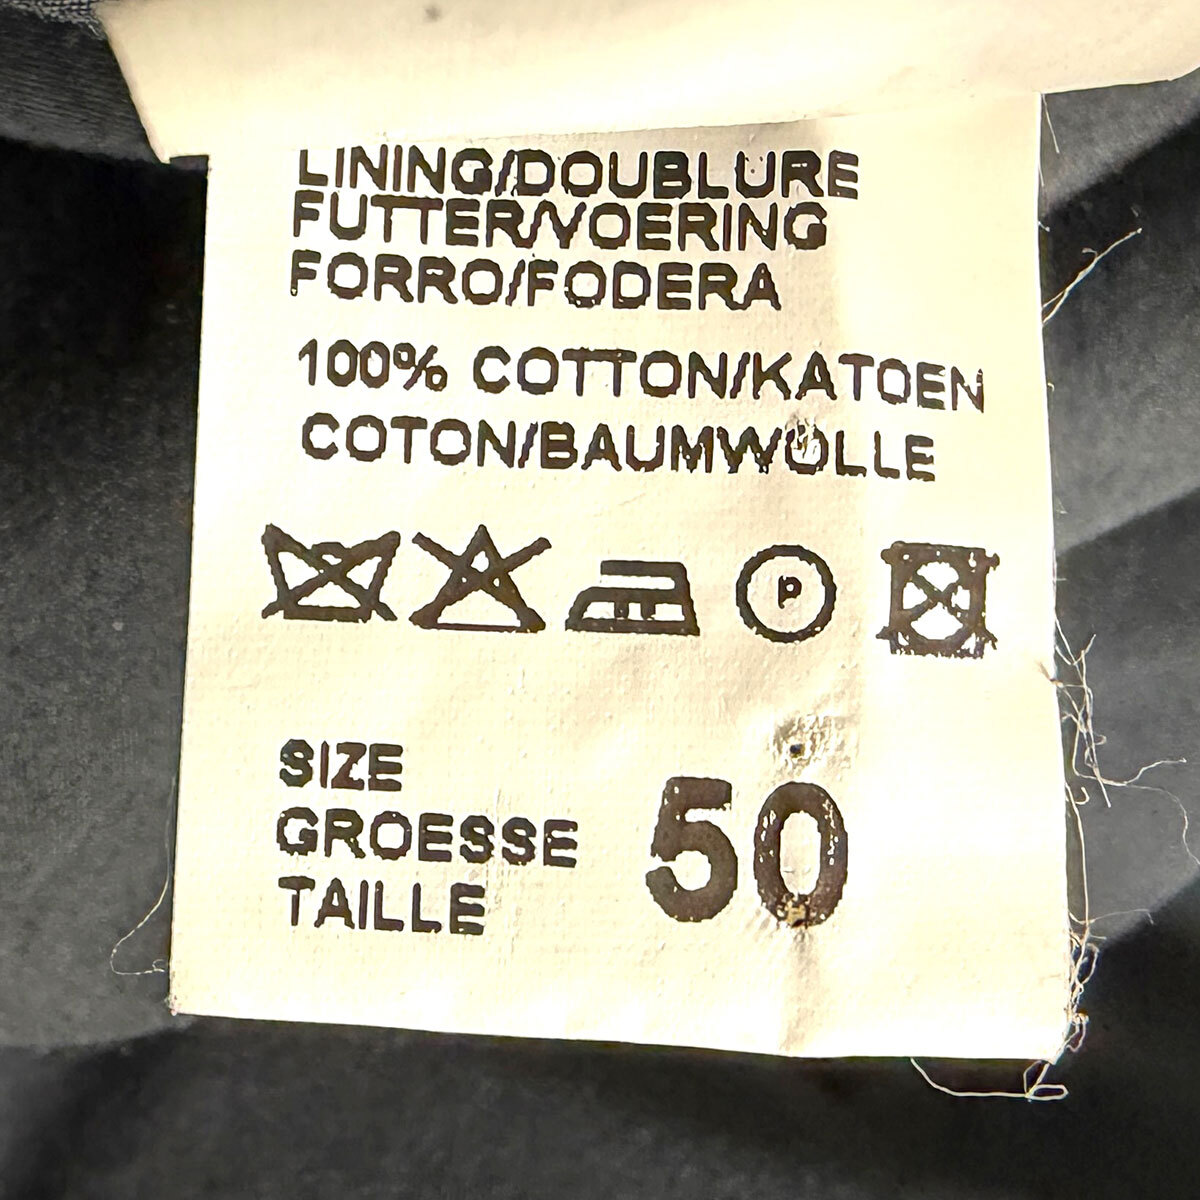 LINING/DOUBLURE
FUTTER/VOERING
FORRO/FODERA
100% COTTON/KATOEN
COTON/BAUMWOLLE
P
SIZE
GROESSE
TAILLE
50